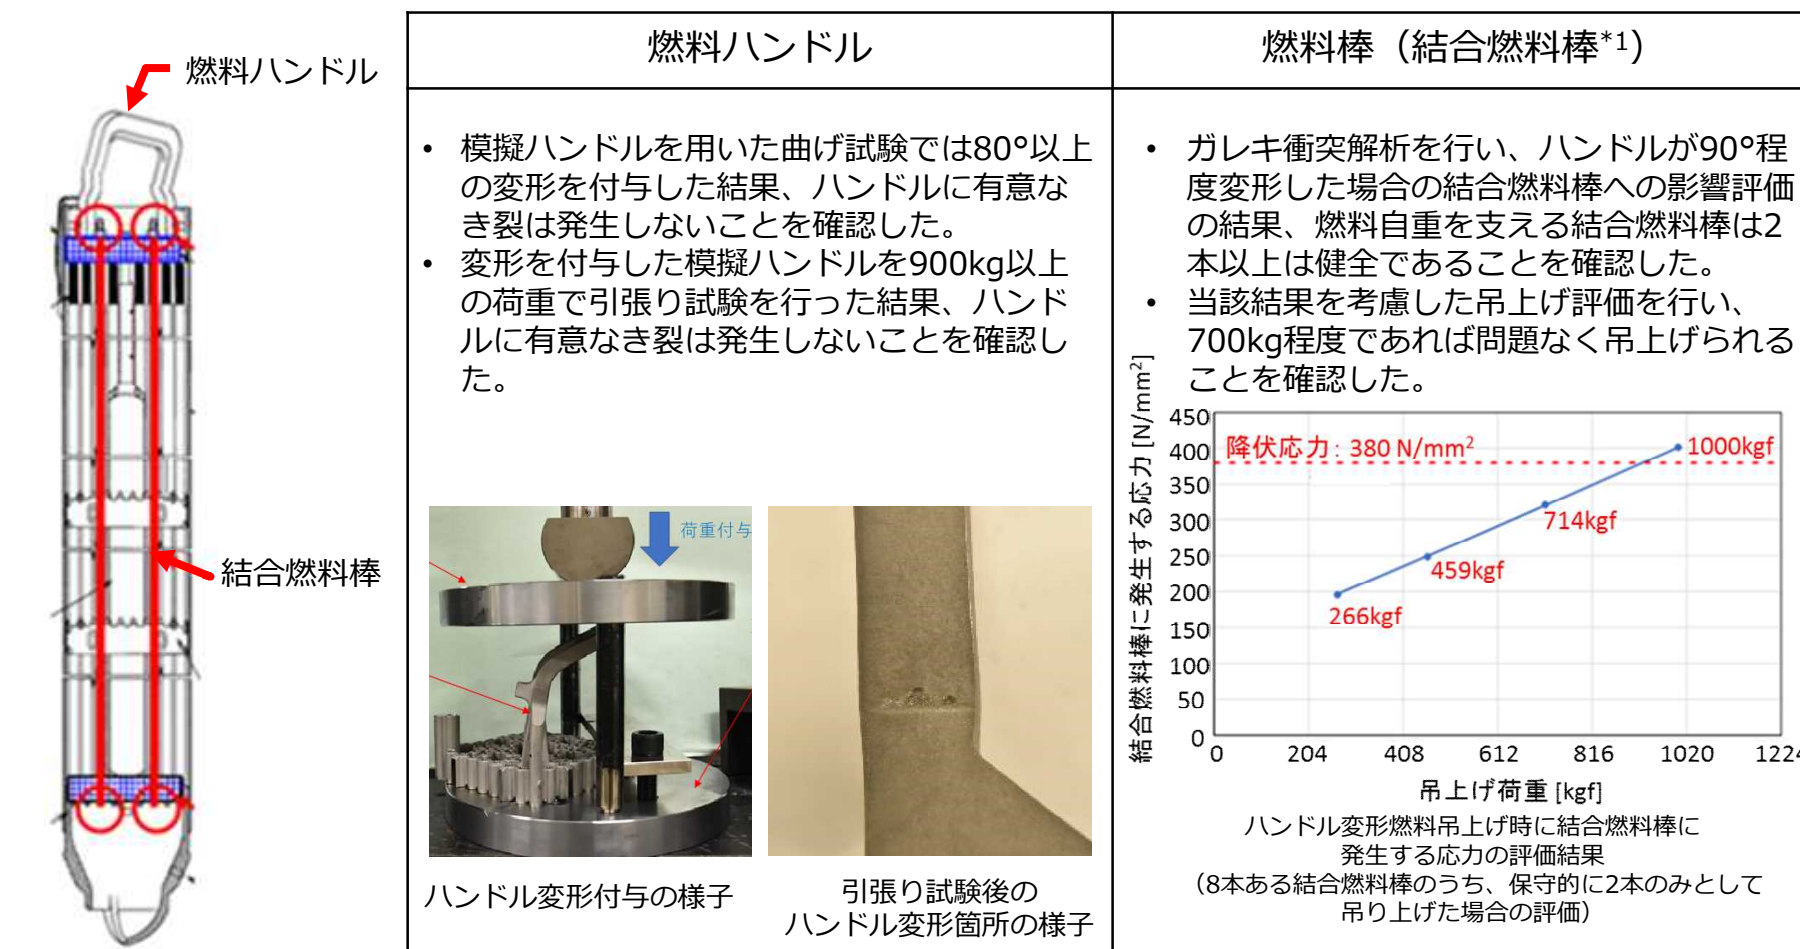 燃料ハンドル
結合燃料棒
燃料ハンドル
• 模擬ハンドルを用いた曲げ試験では80°以上
の変形を付与した結果、ハンドルに有意な
き裂は発生しないことを確認した。
• 変形を付与した模擬ハンドルを900kg以上
の荷重で引張り試験を行った結果、ハンド
ルに有意なき裂は発生しないことを確認し
た。
荷重付与
ハンドル変形付与の様子
引張り試験後の
ハンドル変形箇所の様子
燃料棒（結合燃料棒*1）
• ガレキ衝突解析を行い、ハンドルが90°程
度変形した場合の結合燃料棒への影響評価
の結果、燃料自重を支える結合燃料棒は2
本以上は健全であることを確認した。
• 当該結果を考慮した吊上げ評価を行い、
700kg程度であれば問題なく吊上げられる
ことを確認した。
結合燃料棒に発生する応力 [N/mm2]
450
400
350
300
250
200
150
100
50
0
降伏応力: 380 N/mm2
1000kgf
714kgf
459kgf
266kgf
0 204 408 612 816 1020 1224
吊上げ荷重 [kgf]
ハンドル変形燃料吊上げ時に結合燃料棒に
発生する応力の評価結果
（8本ある結合燃料棒のうち、保守的に2本のみとして
吊り上げた場合の評価）